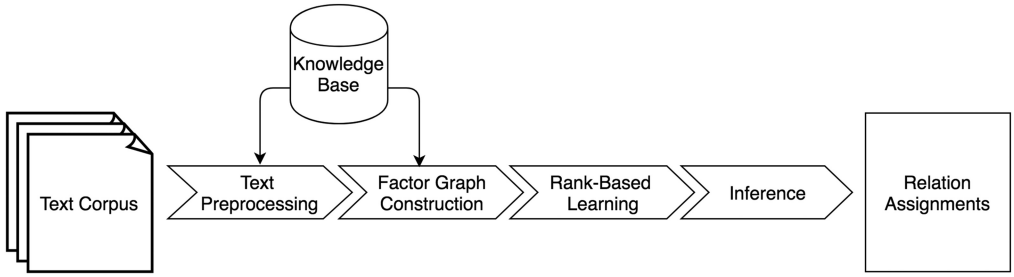 Knowledge
Base
Text Corpus
Text
Preprocessing
Factor Graph
Construction
Rank-Based
Learning
Inference
Relation
Assignments